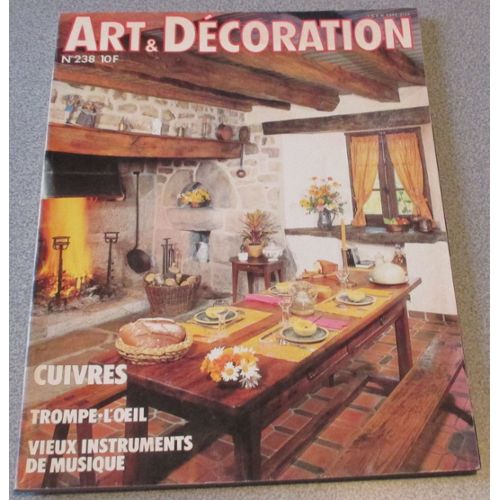 ART & DÉCORATION
N°238 10F
CUIVRES
TROMPE-L'OEIL
VIEUX INSTRUMENTS
DE MUSIQUE